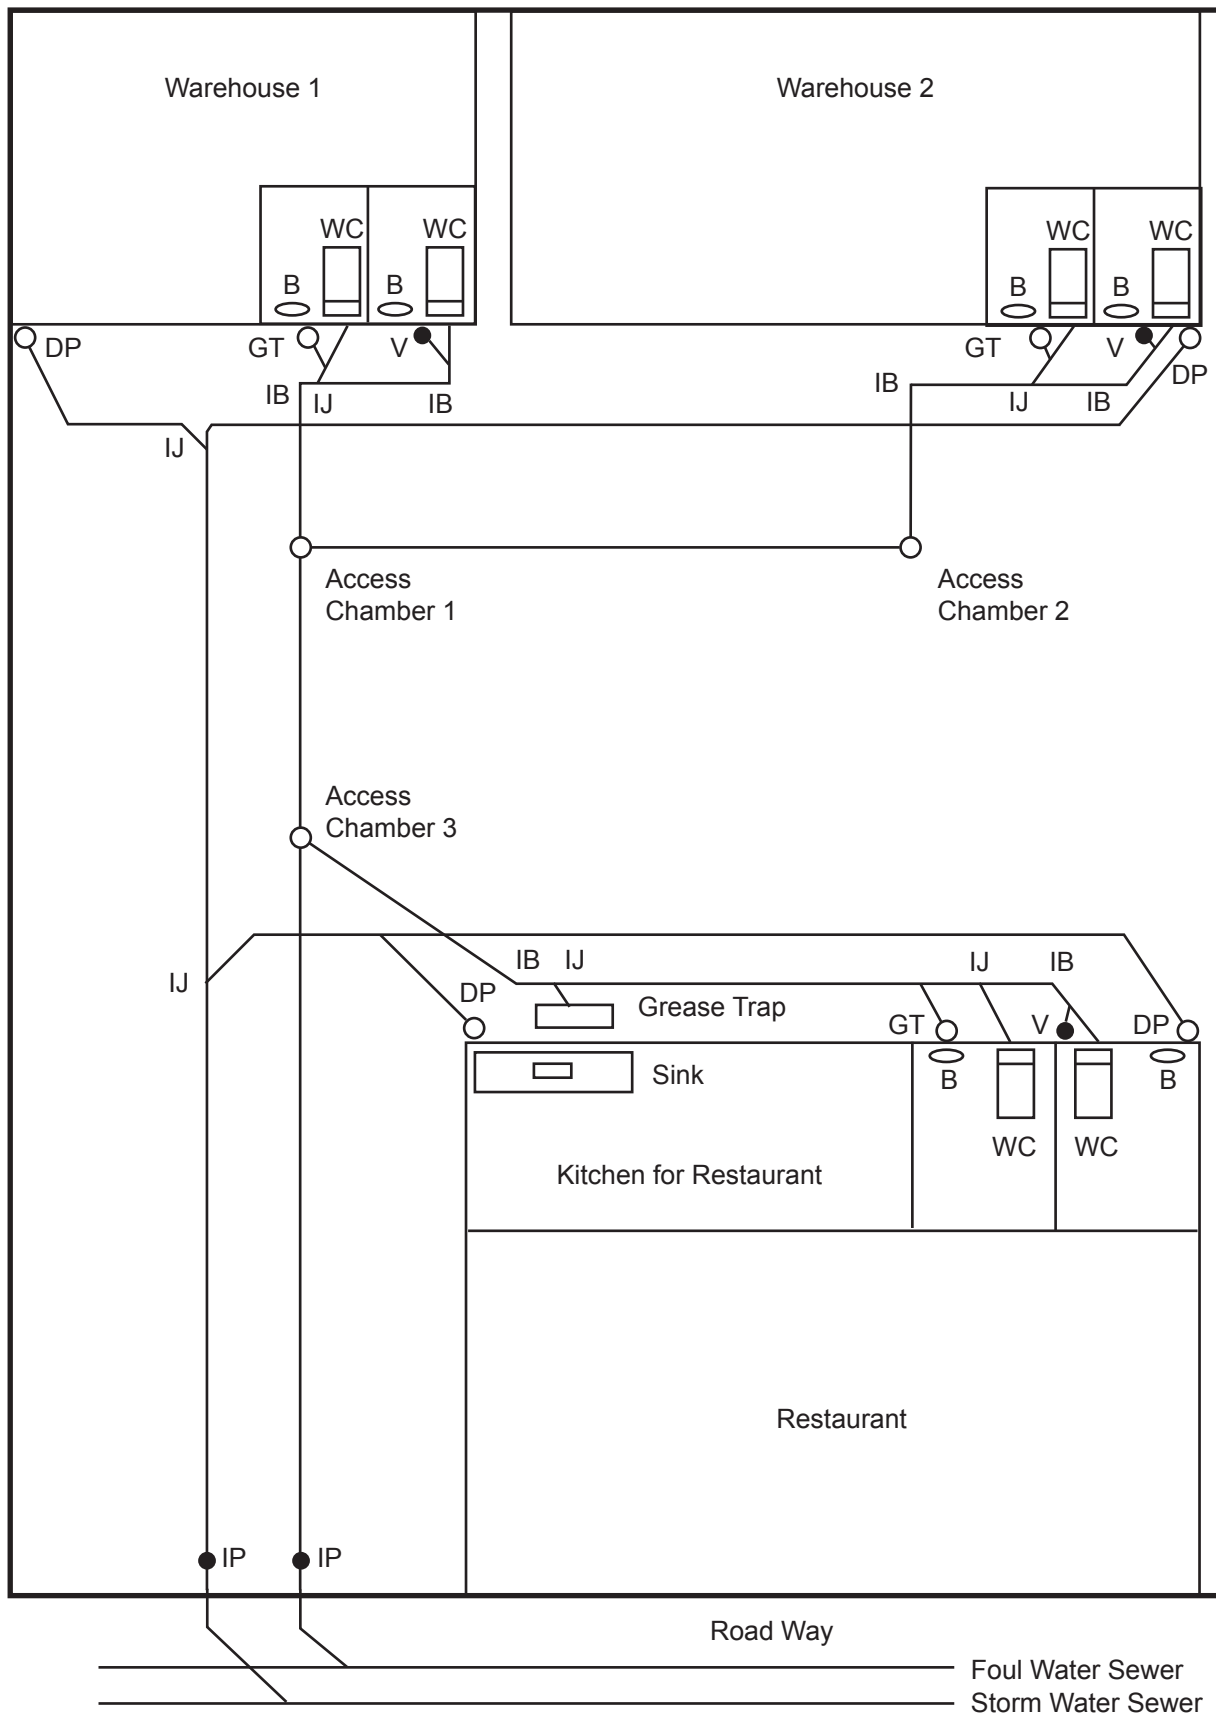 Warehouse 1
Warehouse 2
WC
WC
WC
WC
B
B
B
B
DP
GT
V
GT
V
DP
IB
IJ
IB
IB
IJ
IB
IJ
Access
Chamber 1
Access
Chamber 2
Access
Chamber 3
IJ
IB
IJ
IJ
IB
DP
Grease Trap
GT
V
DP
Sink
B
B
WC
WC
Kitchen for Restaurant
Restaurant
IP
IP
Road Way
Foul Water Sewer
Storm Water Sewer